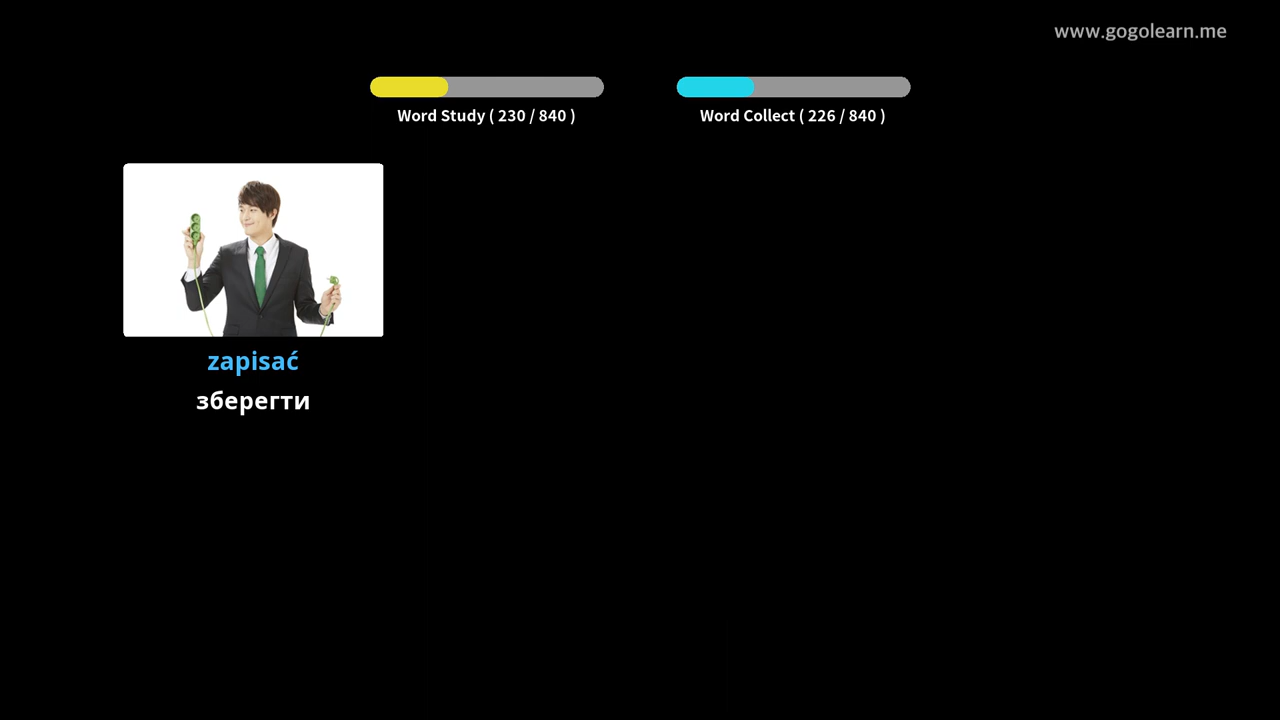 www.gogolearn.me
Word Study ( 230 / 840 )
Word Collect ( 226 / 840 )
zapisać
зберегти